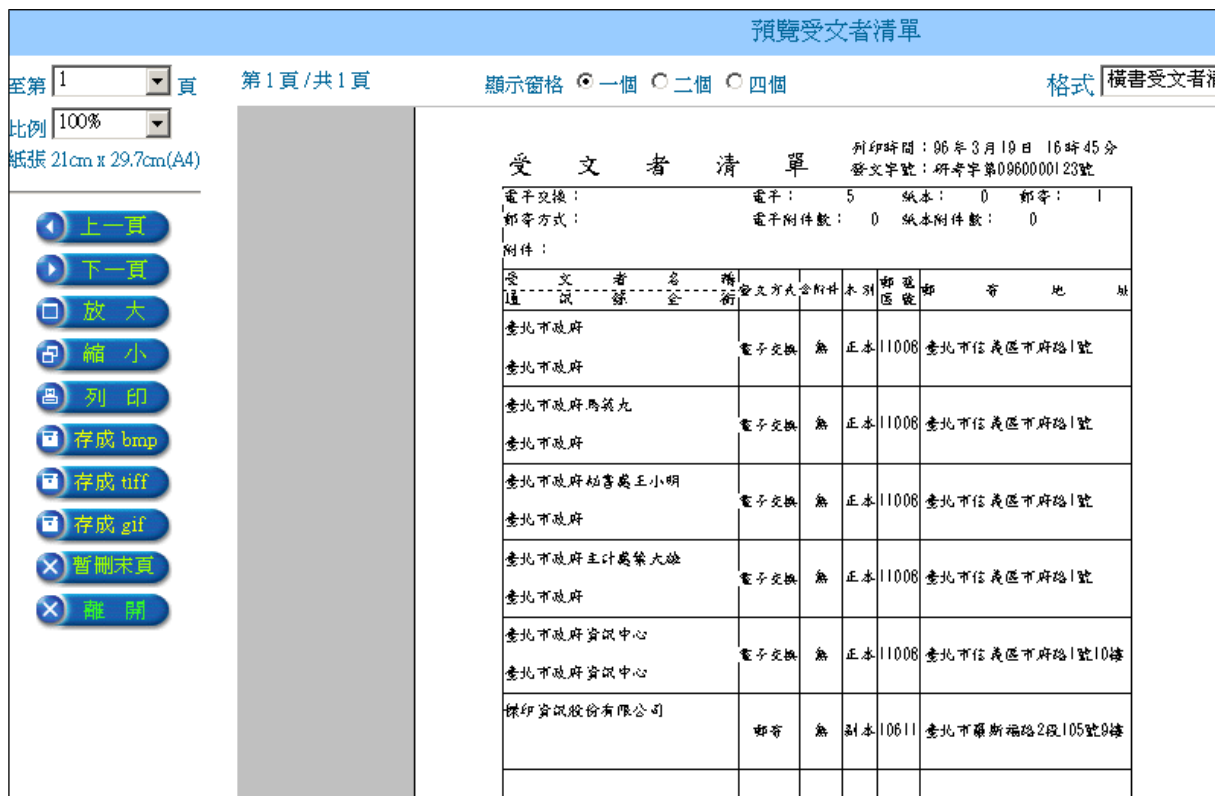 預覽受文者清單
至第 1 頁
第1頁/共1頁
顯示窗格 一個 二個 四個
格式 橫書受文者清
比例 100%
紙張 21cm x 29.7cm(A4)
上一頁
下一頁
放大
縮小
列印
存成 bmp
存成 tiff
存成 gif
暫刪末頁
離開
受文者清單
列印時間：96年3月19日 16時45分
發文字號：研考字第0960000123號
電子交換： 電子： 5 紙本： 0 郵寄： 1
郵寄方式： 電子附件數： 0 紙本附件數： 0
附件：
受文者名稱
通訊錄全銜
發文方式 含附件 本別 郵遞區號 郵寄地址
臺北市政府
臺北市政府
電子交換 無 正本 11008 臺北市信義區市府路1號
臺北市政府馬英九
臺北市政府
電子交換 無 正本 11008 臺北市信義區市府路1號
臺北市政府秘書處王小明
臺北市政府
電子交換 無 正本 11008 臺北市信義區市府路1號
臺北市政府主計處葉大雄
臺北市政府
電子交換 無 正本 11008 臺北市信義區市府路1號
臺北市政府資訊中心
臺北市政府資訊中心
電子交換 無 正本 11008 臺北市信義區市府路1號10樓
傑印資訊股份有限公司
郵寄 無 副本 10611 臺北市羅斯福路2段105號9樓